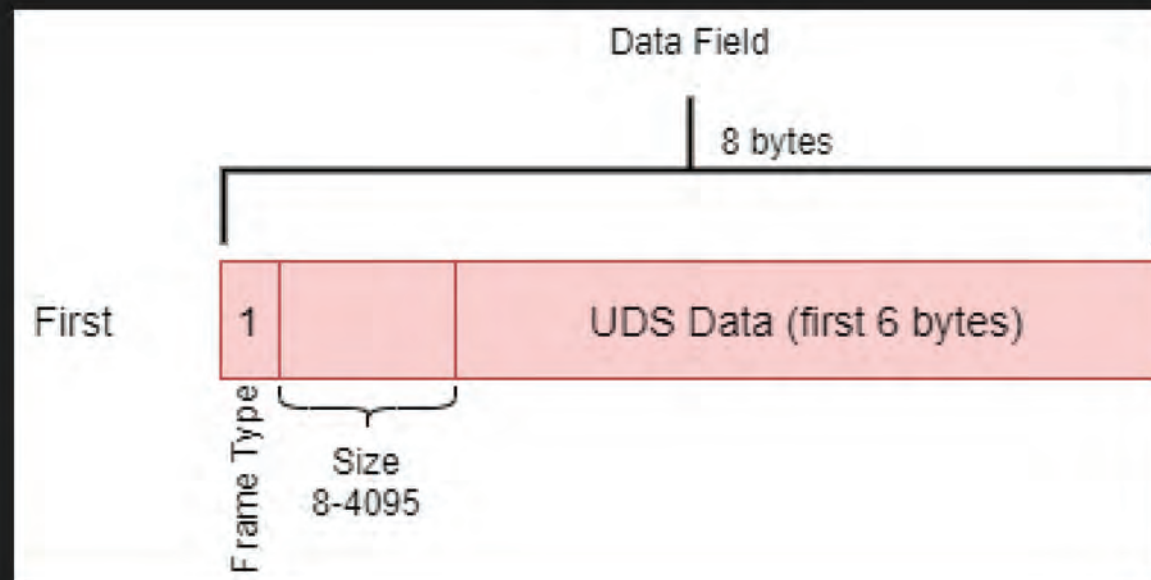 Data Field
8 bytes
First
1
UDS Data (first 6 bytes)
Frame Type
Size
8-4095